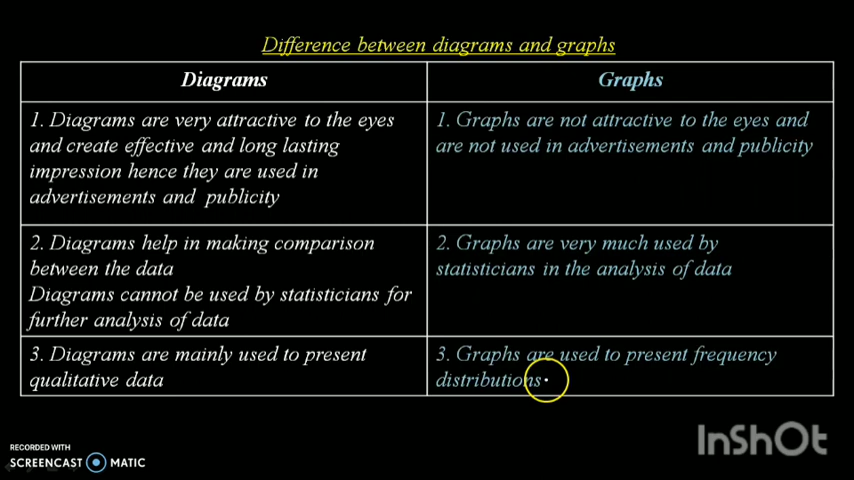 Difference between diagrams and graphs
Diagrams
Graphs
1. Diagrams are very attractive to the eyes
and create effective and long lasting
impression hence they are used in
advertisements and publicity
1. Graphs are not attractive to the eyes and
are not used in advertisements and publicity
2. Diagrams help in making comparison
between the data
Diagrams cannot be used by statisticians for
further analysis of data
2. Graphs are very much used by
statisticians in the analysis of data
3. Diagrams are mainly used to present
qualitative data
3. Graphs are used to present frequency
distributions
RECORDED WITH
SCREENCAST MATIC
InShOt